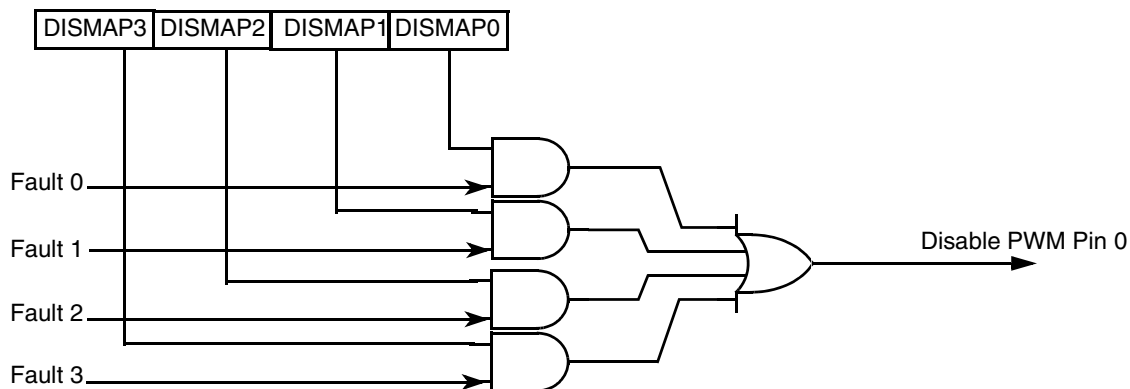 DISMAP3 DISMAP2 DISMAP1 DISMAP0
Fault 0
Fault 1
Disable PWM Pin 0
Fault 2
Fault 3